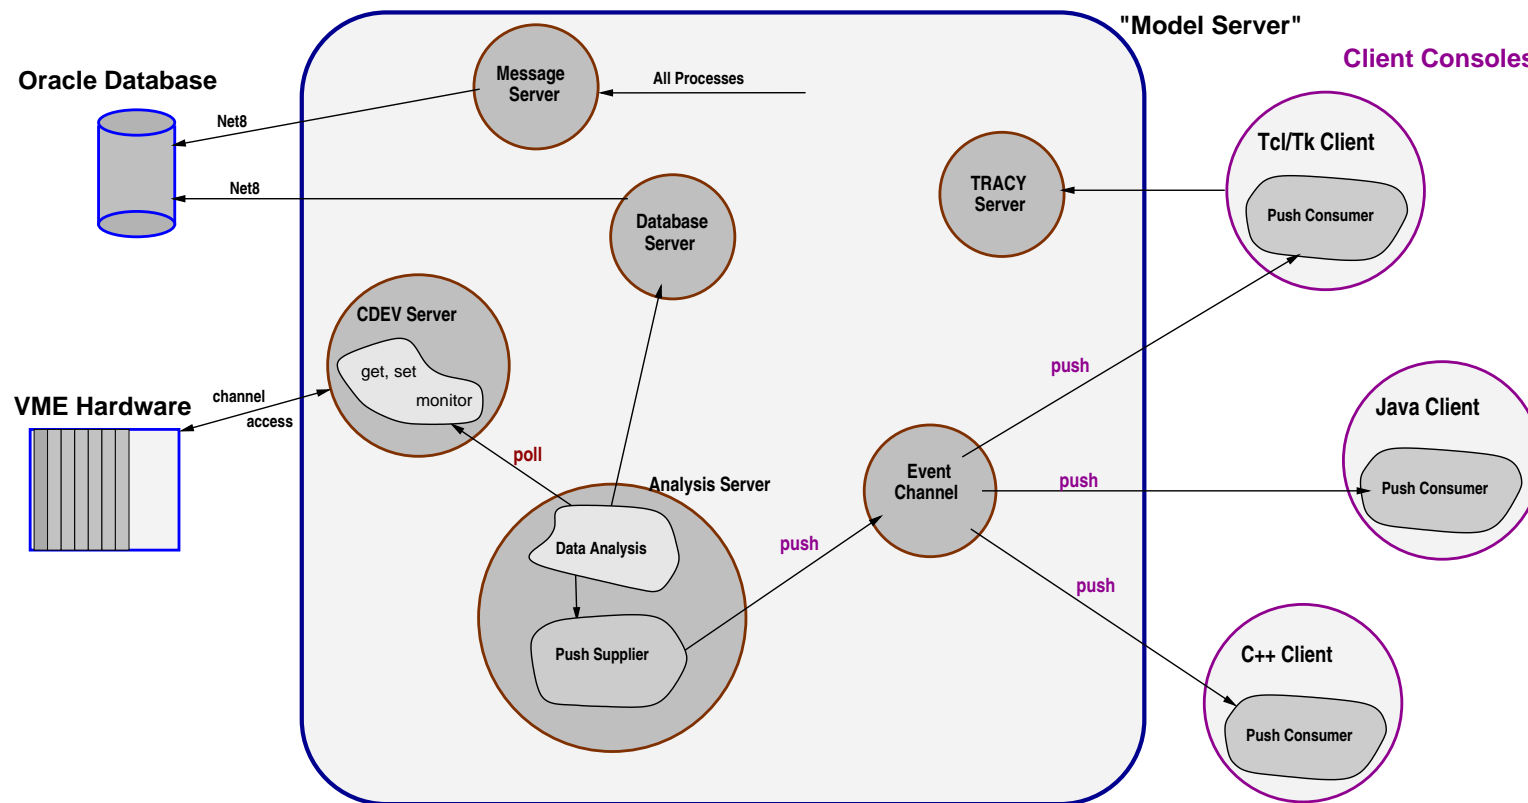 "Model Server"
Client Consoles
Oracle Database
Message
Server
All Processes
Net8
Net8
Database
Server
TRACY
Server
Tcl/Tk Client
Push Consumer
CDEV Server
get, set
monitor
VME Hardware
channel
access
poll
Analysis Server
Data Analysis
Push Supplier
push
Event
Channel
push
push
push
Java Client
Push Consumer
C++ Client
Push Consumer